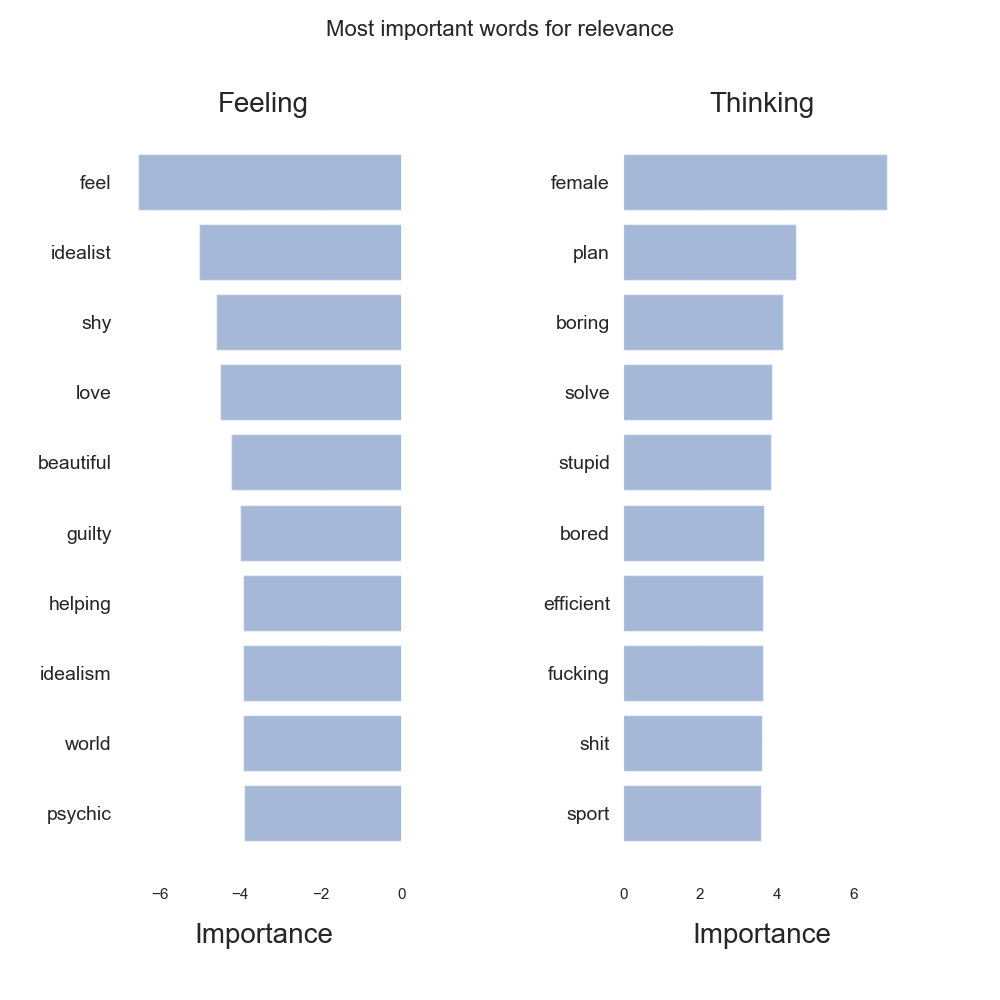 Most important words for relevance
Feeling
feel
idealist
shy
love
beautiful
guilty
helping
idealism
world
psychic
−6 −4 −2 0
Importance
Thinking
female
plan
boring
solve
stupid
bored
efficient
fucking
shit
sport
0 2 4 6
Importance